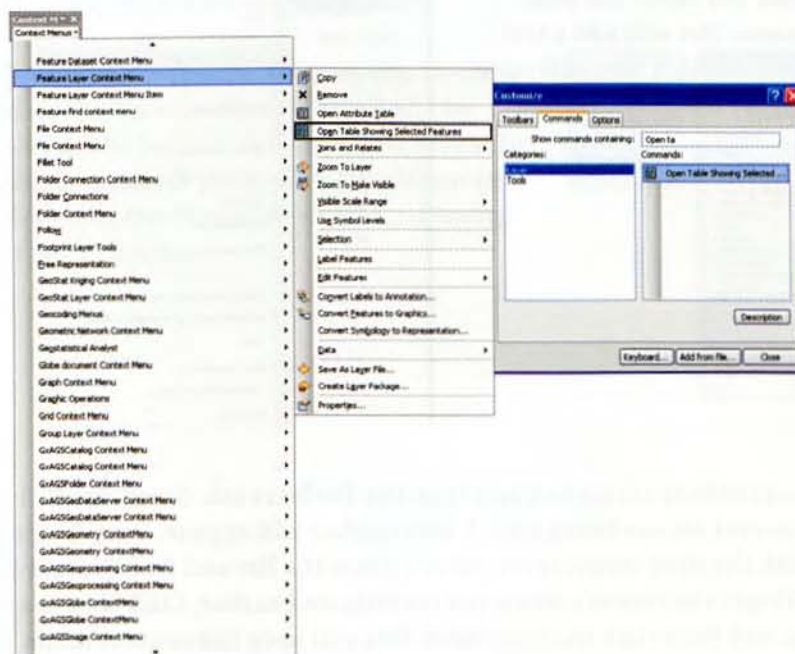 Context M
Context Menus
Feature Dataset Context Menu
Feature Layer Context Menu
Feature Layer Context Menu Item
Feature find context menu
File Context Menu
File Context Menu
Fillet Tool
Folder Connection Context Menu
Folder Connections
Folder Context Menu
Follow
Footprint Layer Tools
Free Representation
GeoStat Kriging Context Menu
GeoStat Layer Context Menu
Geocoding Menus
Geometric Network Context Menu
Geostatistical Analyst
Globe document Context Menu
Graph Context Menu
Graphic Operations
Grid Context Menu
Group Layer Context Menu
GxAGSCatalog Context Menu
GxAGSCatalog Context Menu
GxAGSFolder Context Menu
GxAGSGeoDataServer Context Menu
GxAGSGeoDataServer Context Menu
GxAGSGeometry ContextMenu
GxAGSGeometry ContextMenu
GxAGSGeoprocessing Context Menu
GxAGSGeoprocessing Context Menu
GxAGSGlobe Context Menu
GxAGSGlobe ContextMenu
GxAGSImage Context Menu
Copy
Remove
Open Attribute Table
Open Table Showing Selected Features
Joins and Relates
Zoom To Layer
Zoom To Make Visible
Visible Scale Range
Use Symbol Levels
Selection
Label Features
Edit Features
Convert Labels to Annotation...
Convert Features to Graphics...
Convert Symbology to Representation...
Data
Save As Layer File...
Create Layer Package...
Properties...
Customize
Toolbars Commands Options
Show commands containing: Open ta
Categories: Commands:
Layer
Tools
Open Table Showing Selected ...
Description
Keyboard... Add from file... Close